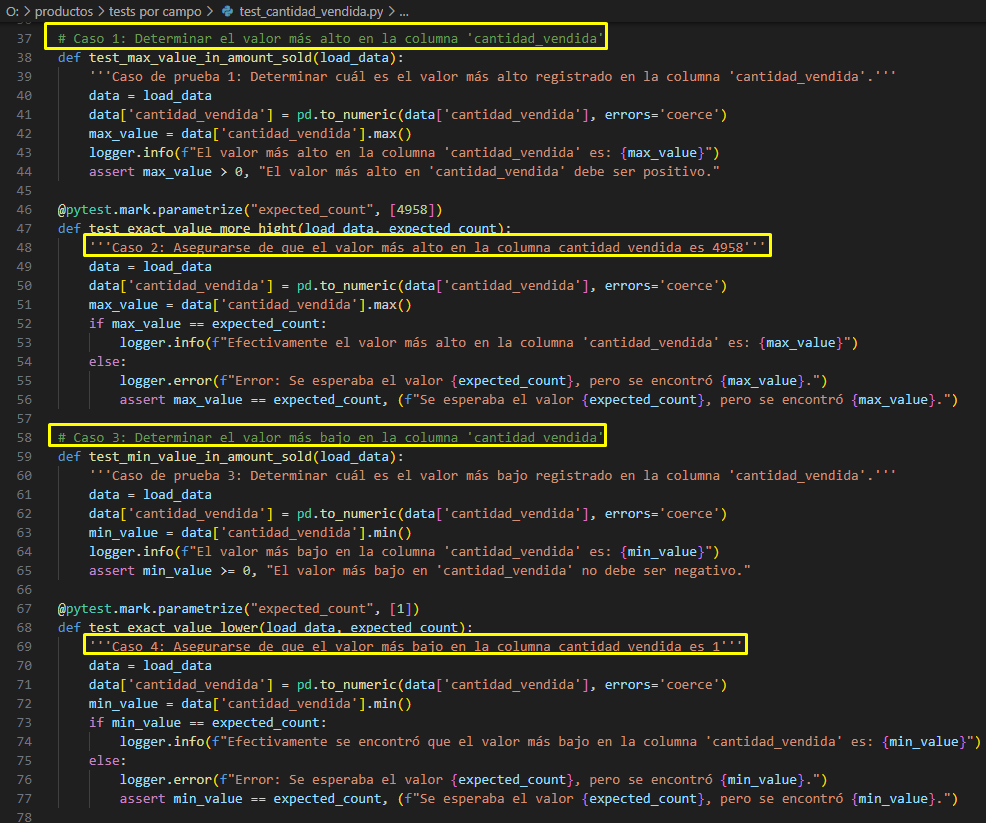 O: > productos > tests por campo > test_cantidad_vendida.py > ...
37 # Caso 1: Determinar el valor más alto en la columna 'cantidad_vendida'
38 def test_max_value_in_amount_sold(load_data):
39     '''Caso de prueba 1: Determinar cuál es el valor más alto registrado en la columna 'cantidad_vendida'.'''
40     data = load_data
41     data['cantidad_vendida'] = pd.to_numeric(data['cantidad_vendida'], errors='coerce')
42     max_value = data['cantidad_vendida'].max()
43     logger.info(f"El valor más alto en la columna 'cantidad_vendida' es: {max_value}")
44     assert max_value > 0, "El valor más alto en 'cantidad_vendida' debe ser positivo."
45
46 @pytest.mark.parametrize("expected_count", [4958])
47 def test_exact_value_more_hight(load_data, expected_count):
48     '''Caso 2: Asegurarse de que el valor más alto en la columna cantidad vendida es 4958'''
49     data = load_data
50     data['cantidad_vendida'] = pd.to_numeric(data['cantidad_vendida'], errors='coerce')
51     max_value = data['cantidad_vendida'].max()
52     if max_value == expected_count:
53         logger.info(f"Efectivamente el valor más alto en la columna 'cantidad_vendida' es: {max_value}")
54     else:
55         logger.error(f"Error: Se esperaba el valor {expected_count}, pero se encontró {max_value}.")
56         assert max_value == expected_count, (f"Se esperaba el valor {expected_count}, pero se encontró {max_value}.")
57
58 # Caso 3: Determinar el valor más bajo en la columna 'cantidad_vendida'
59 def test_min_value_in_amount_sold(load_data):
60     '''Caso de prueba 3: Determinar cuál es el valor más bajo registrado en la columna 'cantidad_vendida'.'''
61     data = load_data
62     data['cantidad_vendida'] = pd.to_numeric(data['cantidad_vendida'], errors='coerce')
63     min_value = data['cantidad_vendida'].min()
64     logger.info(f"El valor más bajo en la columna 'cantidad_vendida' es: {min_value}")
65     assert min_value >= 0, "El valor más bajo en 'cantidad_vendida' no debe ser negativo."
66
67 @pytest.mark.parametrize("expected_count", [1])
68 def test_exact_value_lower(load_data, expected_count):
69     '''Caso 4: Asegurarse de que el valor más bajo en la columna cantidad vendida es 1'''
70     data = load_data
71     data['cantidad_vendida'] = pd.to_numeric(data['cantidad_vendida'], errors='coerce')
72     min_value = data['cantidad_vendida'].min()
73     if min_value == expected_count:
74         logger.info(f"Efectivamente se encontró que el valor más bajo en la columna 'cantidad_vendida' es: {min_value}")
75     else:
76         logger.error(f"Error: Se esperaba el valor {expected_count}, pero se encontró {min_value}.")
77         assert min_value == expected_count, (f"Se esperaba el valor {expected_count}, pero se encontró {min_value}.")
78